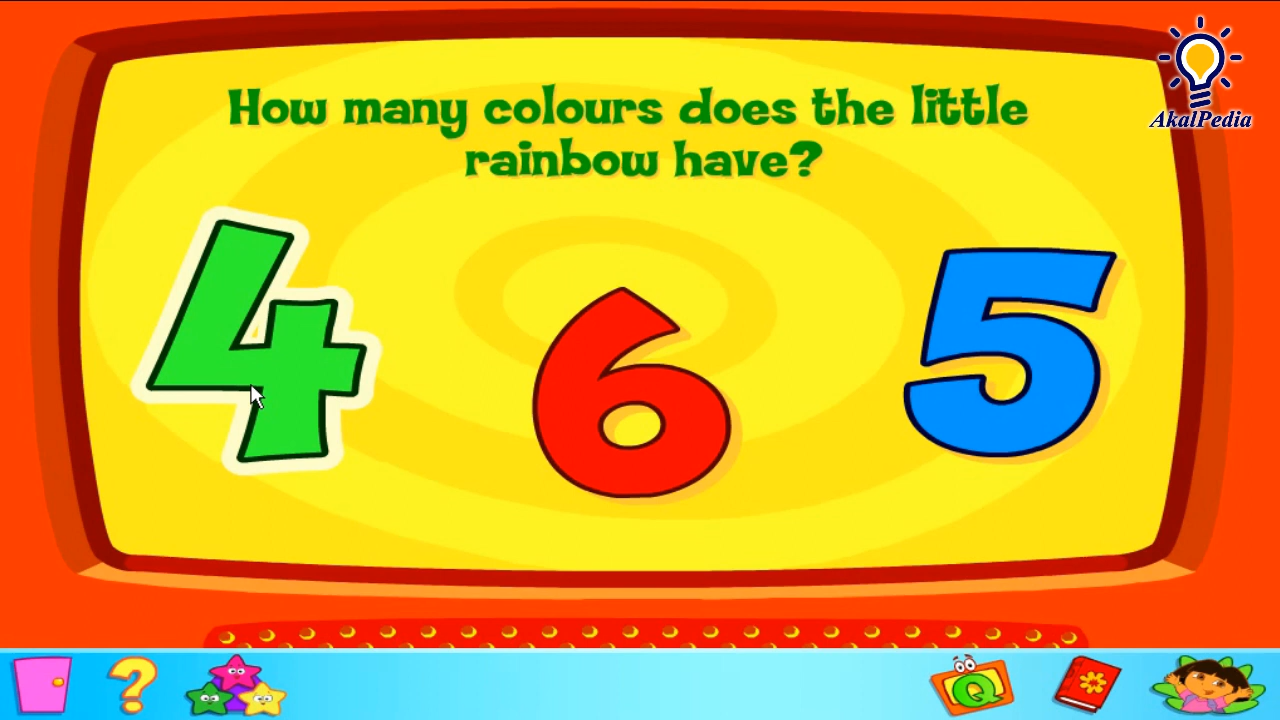 AkalPedia
How many colours does the little
rainbow have?
4 6 5
?
Q